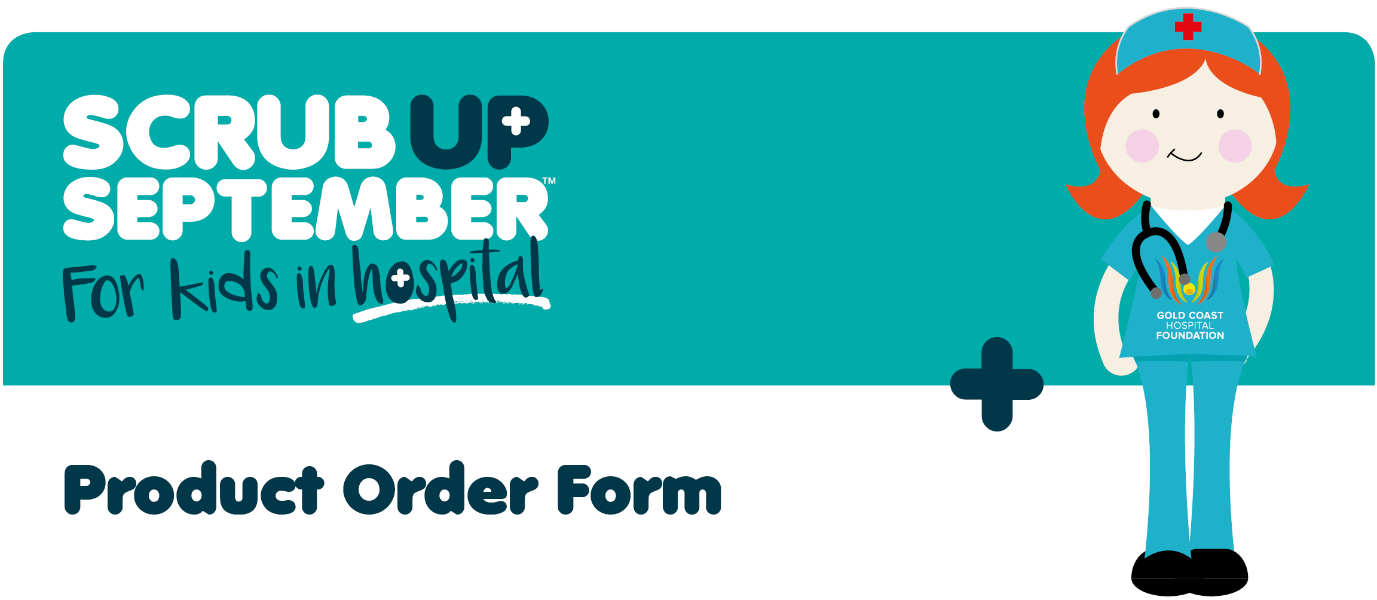 SCRUB UP
SEPTEMBER™
For kids in hospital
GOLD COAST
HOSPITAL
FOUNDATION
Product Order Form